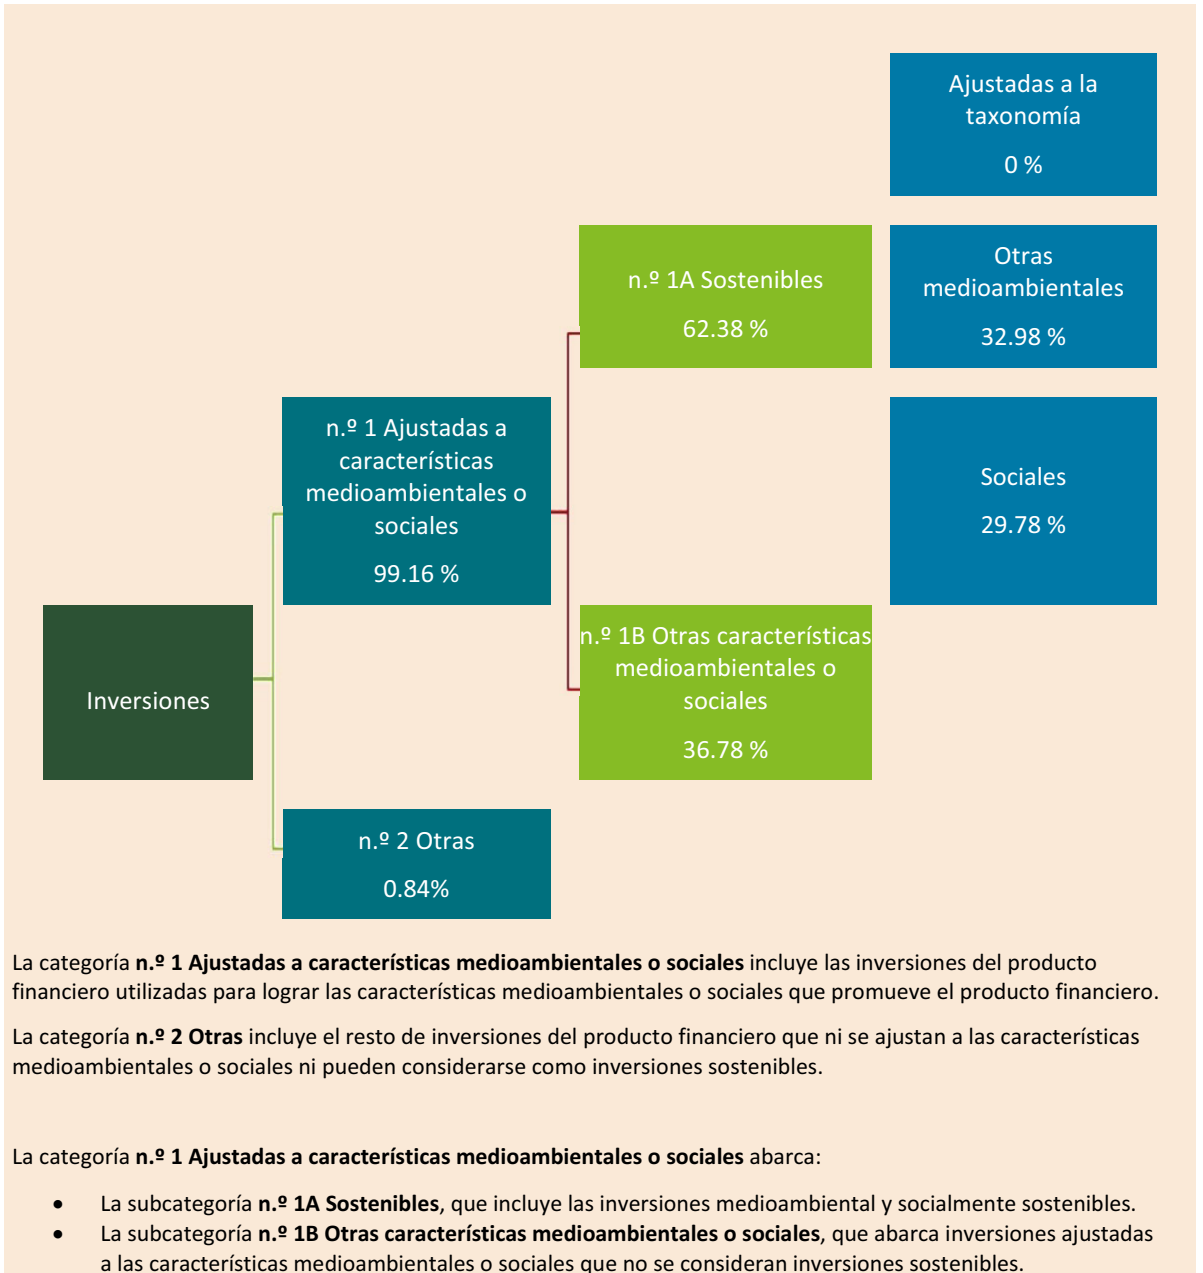 Ajustadas a la
taxonomía
0 %
n.º 1A Sostenibles
62.38 %
Otras
medioambientales
32.98 %
n.º 1 Ajustadas a
características
medioambientales o
sociales
99.16 %
Sociales
29.78 %
Inversiones
n.º 1B Otras características
medioambientales o
sociales
36.78 %
n.º 2 Otras
0.84%
La categoría n.º 1 Ajustadas a características medioambientales o sociales incluye las inversiones del producto
financiero utilizadas para lograr las características medioambientales o sociales que promueve el producto financiero.
La categoría n.º 2 Otras incluye el resto de inversiones del producto financiero que ni se ajustan a las características
medioambientales o sociales ni pueden considerarse como inversiones sostenibles.
La categoría n.º 1 Ajustadas a características medioambientales o sociales abarca:
• La subcategoría n.º 1A Sostenibles, que incluye las inversiones medioambiental y socialmente sostenibles.
• La subcategoría n.º 1B Otras características medioambientales o sociales, que abarca inversiones ajustadas
a las características medioambientales o sociales que no se consideran inversiones sostenibles.